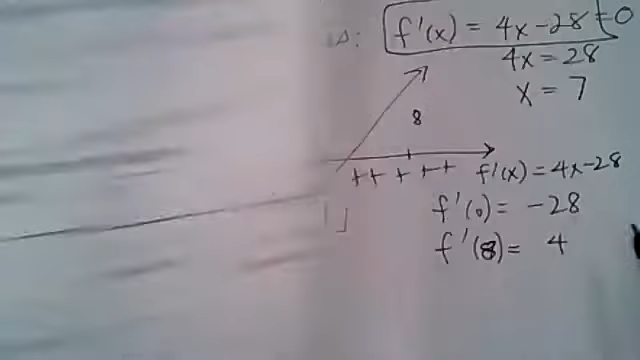 f'(x) = 4x-28=0
4x = 28
x = 7
8
++ + ++
f'(x) = 4x-28
f'(0) = -28
f'(8) = 4